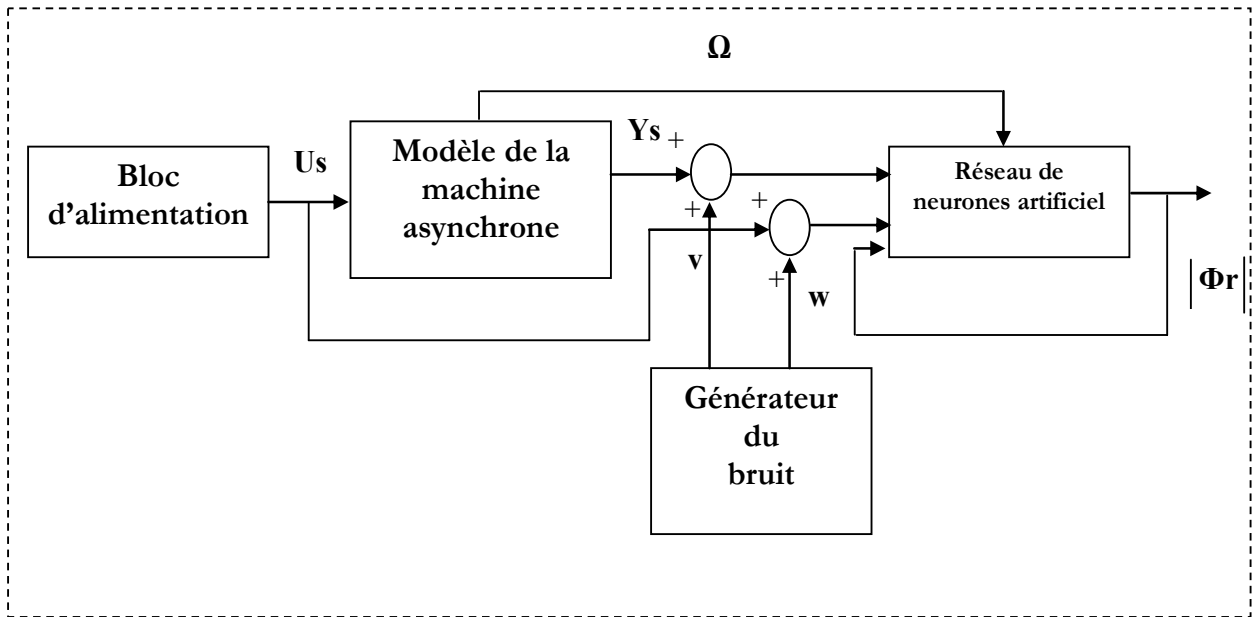 Ω
Bloc
d'alimentation
Us
Modèle de la
machine
asynchrone
Ys
+
+
v
+
+
w
Réseau de
neurones artificiel
|Φr|
Générateur
du
bruit